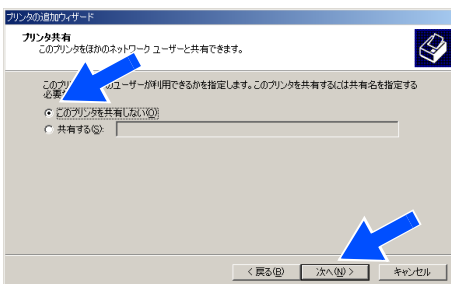 プリンタの追加ウィザード
プリンタ共有
このプリンタをほかのネットワーク ユーザーと共有できます。
このプリ のユーザーが利用できるかを指定します。このプリンタを共有するには共有名を指定する
必要
このプリンタを共有しない(O)
共有する(S):
< 戻る(B)
次へ(N) >
キャンセル